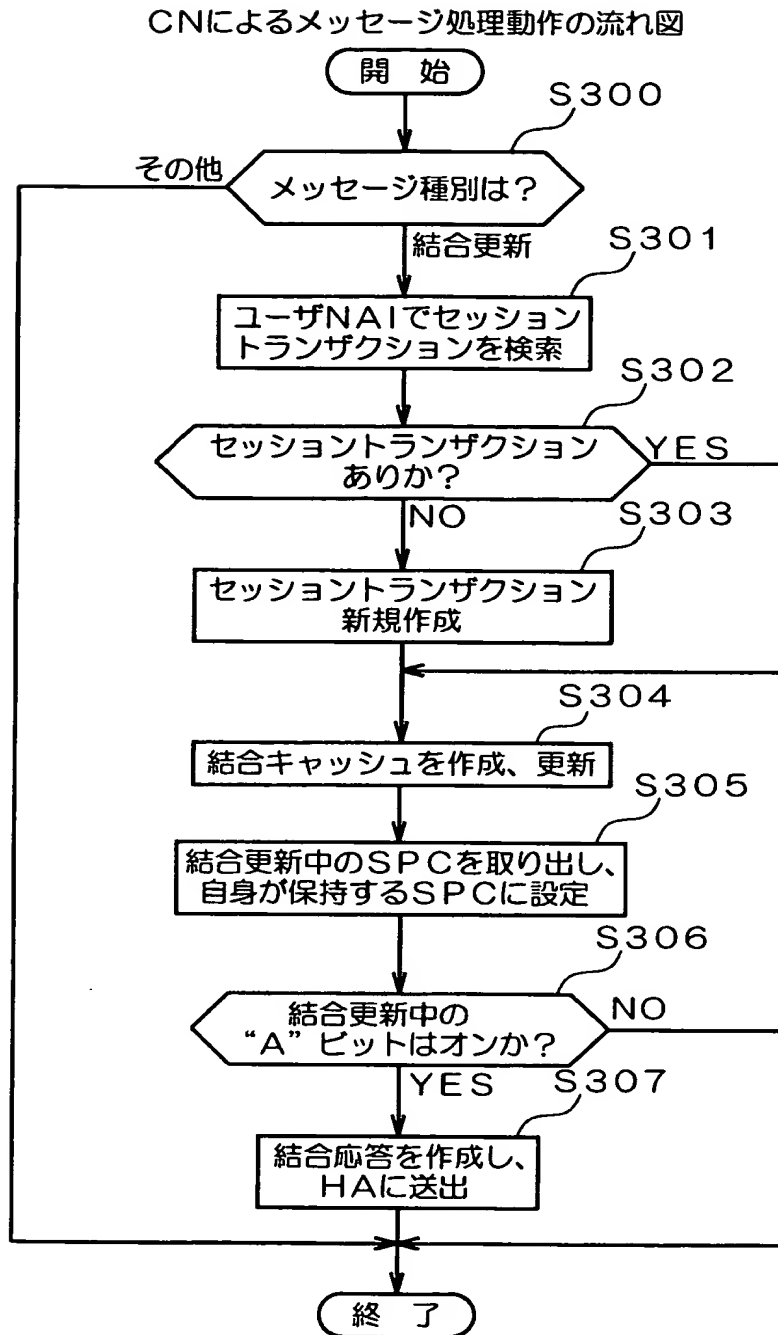 CNによるメッセージ処理動作の流れ図
開 始
S300
その他
メッセージ種別は?
結合更新
S301
ユーザNAIでセッション
トランザクションを検索
S302
セッショントランザクション
ありか?
YES
NO
S303
セッショントランザクション
新規作成
S304
結合キャッシュを作成、更新
S305
結合更新中のSPCを取り出し、
自身が保持するSPCに設定
S306
結合更新中の
“A”ビットはオンか?
NO
YES
S307
結合応答を作成し、
HAに送出
終 了